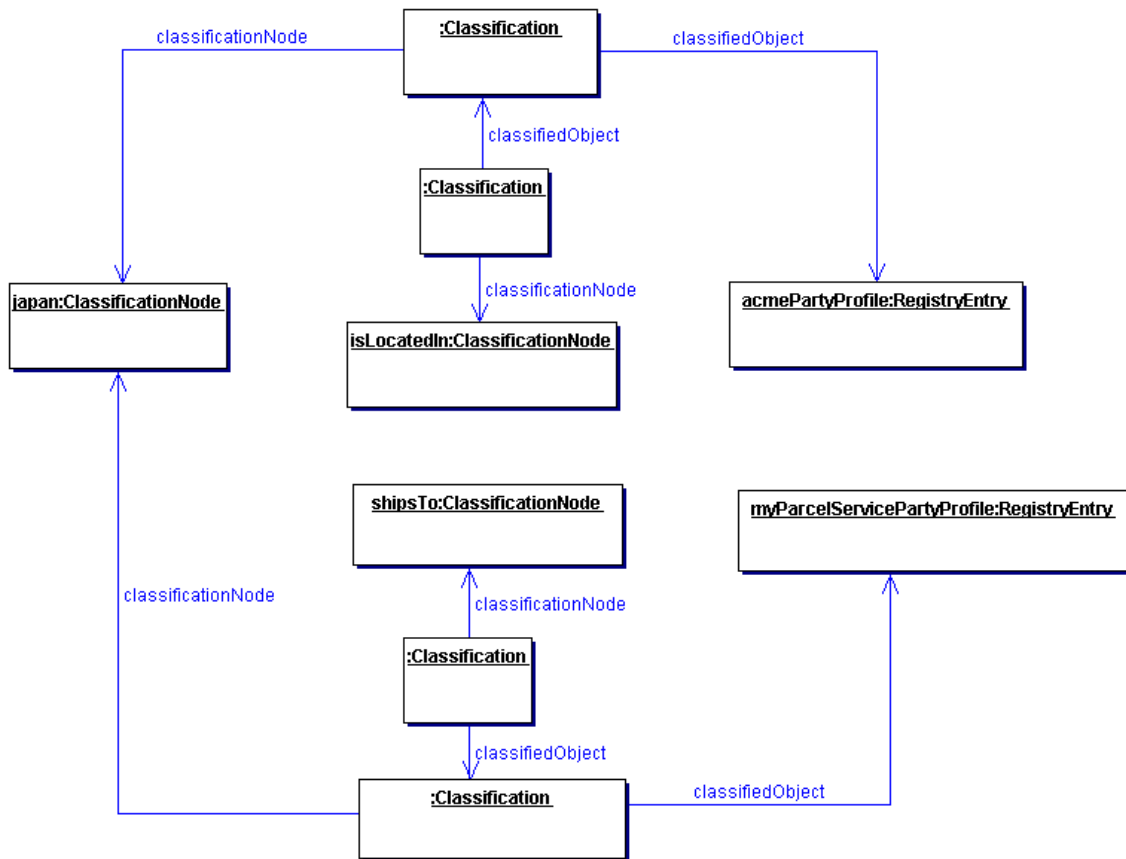 :Classification
classificationNode
classifiedObject
classifiedObject
:Classification
classificationNode
japan:ClassificationNode
acmePartyProfile:RegistryEntry
isLocatedIn:ClassificationNode
shipsTo:ClassificationNode
myParcelServicePartyProfile:RegistryEntry
classificationNode
classificationNode
:Classification
classifiedObject
classifiedObject
:Classification